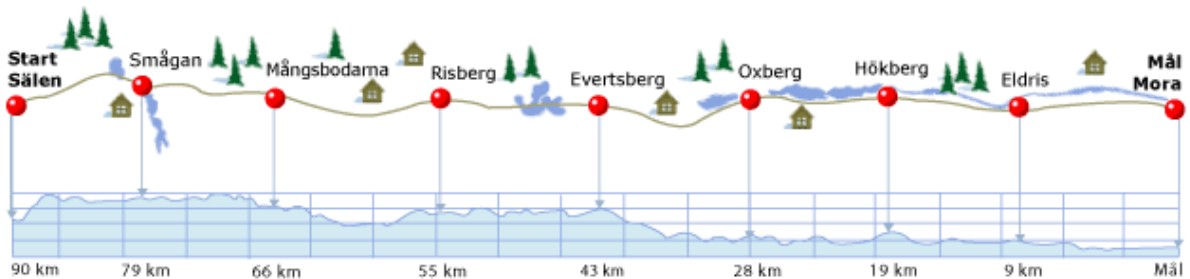 Start
Sälen
Smågan
Mångsbodarna
Risberg
Evertsberg
Oxberg
Hökberg
Eldris
Mål
Mora
90 km
79 km
66 km
55 km
43 km
28 km
19 km
9 km
Mål